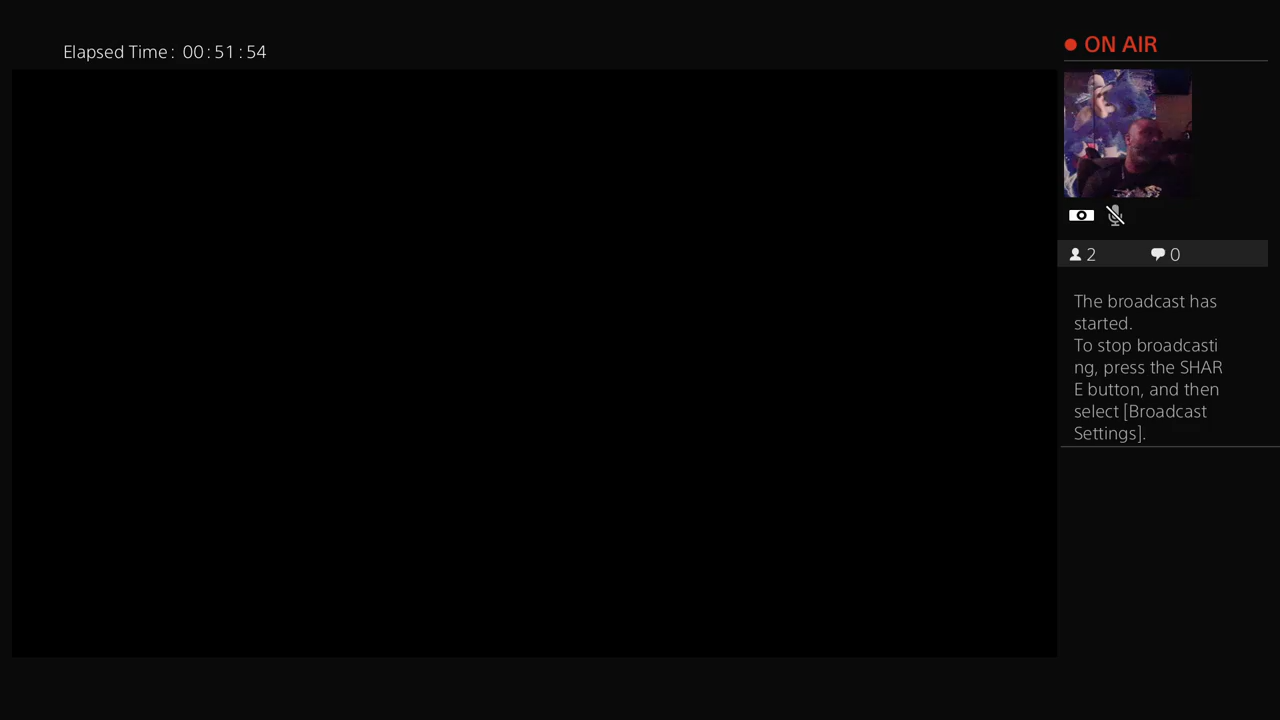 Elapsed Time: 00:51:54
ON AIR
2 0
The broadcast has
started.
To stop broadcasti
ng, press the SHAR
E button, and then
select [Broadcast
Settings].